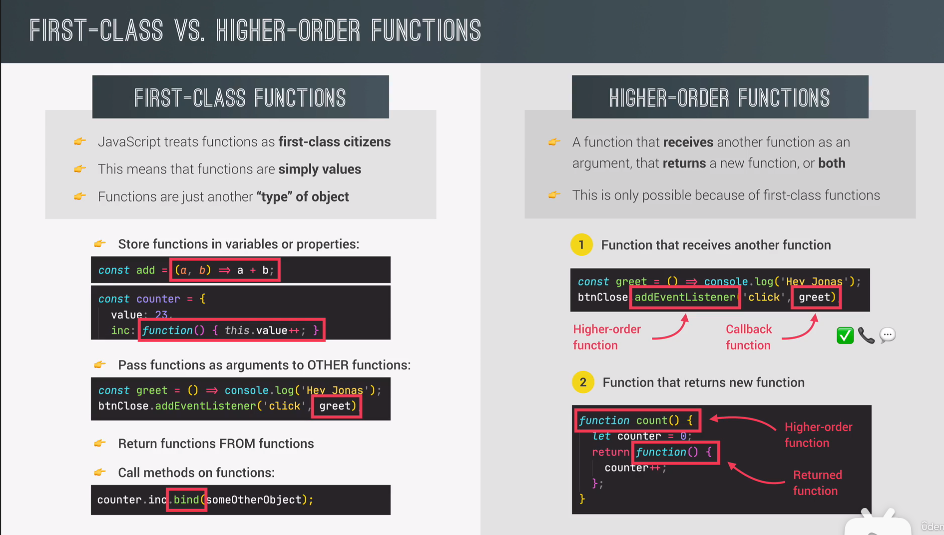 FIRST-CLASS VS. HIGHER-ORDER FUNCTIONS
FIRST-CLASS FUNCTIONS
👉 JavaScript treats functions as first-class citizens
👉 This means that functions are simply values
👉 Functions are just another “type” of object
👉 Store functions in variables or properties:
const add = (a, b) => a + b;
const counter = {
value: 23,
inc: function() { this.value++; }
👉 Pass functions as arguments to OTHER functions:
const greet = () => console.log('Hey Jonas');
btnClose.addEventListener('click', greet)
👉 Return functions FROM functions
👉 Call methods on functions:
counter.inc.bind(someOtherObject);
HIGHER-ORDER FUNCTIONS
👉 A function that receives another function as an
argument, that returns a new function, or both
👉 This is only possible because of first-class functions
1 Function that receives another function
const greet = () => console.log('Hey Jonas');
btnClose.addEventListener('click', greet)
Higher-order
function
Callback
function
✅ 📞 💬
2 Function that returns new function
function count() {
let counter = 0;
return function() {
counter++;
};
}
Higher-order
function
Returned
function